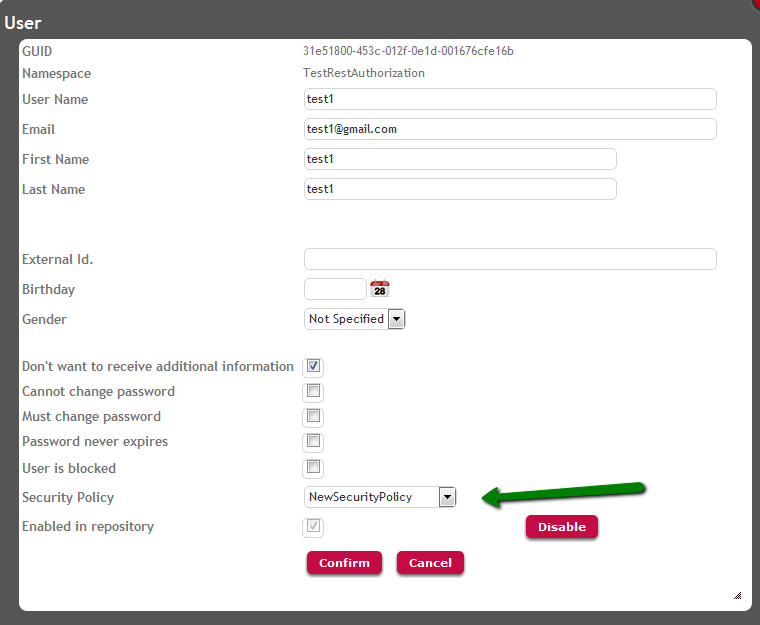 User
GUID 31e51800-453c-012f-0e1d-001676cfe16b
Namespace TestRestAuthorization
User Name test1
Email test1@gmail.com
First Name test1
Last Name test1
External Id.
Birthday 28
Gender Not Specified
Don't want to receive additional information
Cannot change password
Must change password
Password never expires
User is blocked
Security Policy NewSecurityPolicy
Enabled in repository Disable
Confirm Cancel